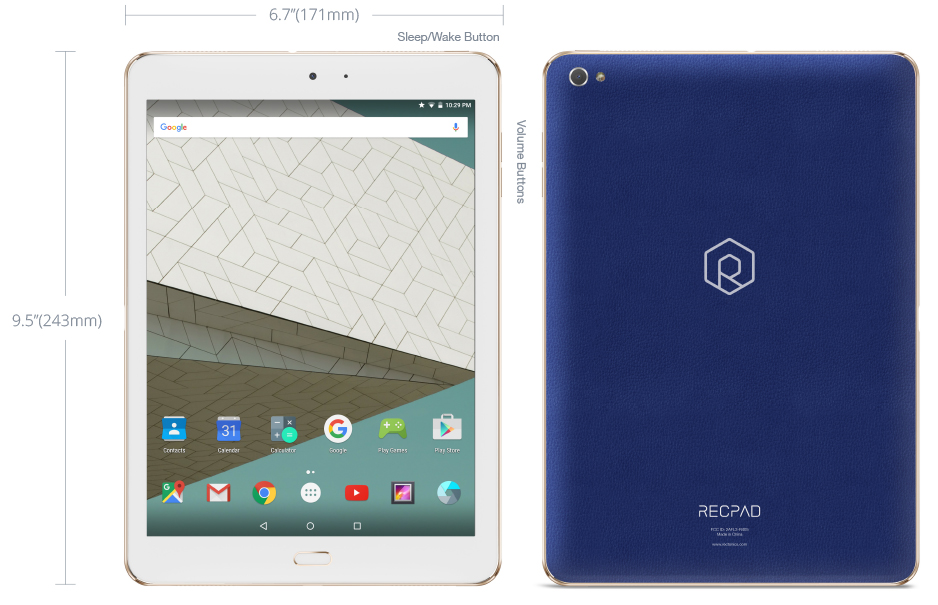 6.7”(171mm)
Sleep/Wake Button
10:29 PM
Google
Volume Buttons
9.5”(243mm)
31
Contacts
Calendar
Calculator
Google
Play Games
Play Store
G
RECPAD
Made in China